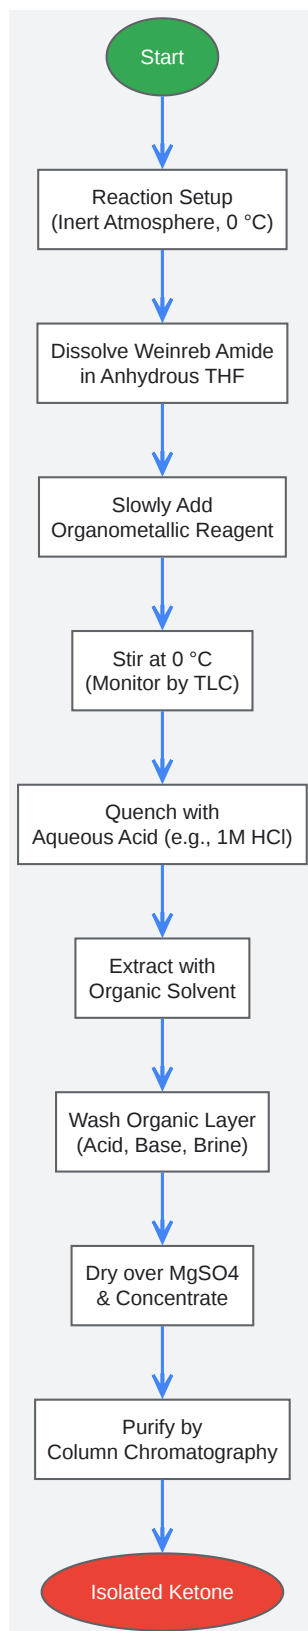 Start
Reaction Setup
(Inert Atmosphere, 0 °C)
Dissolve Weinreb Amide
in Anhydrous THF
Slowly Add
Organometallic Reagent
Stir at 0 °C
(Monitor by TLC)
Quench with
Aqueous Acid (e.g., 1M HCl)
Extract with
Organic Solvent
Wash Organic Layer
(Acid, Base, Brine)
Dry over MgSO4
& Concentrate
Purify by
Column Chromatography
Isolated Ketone